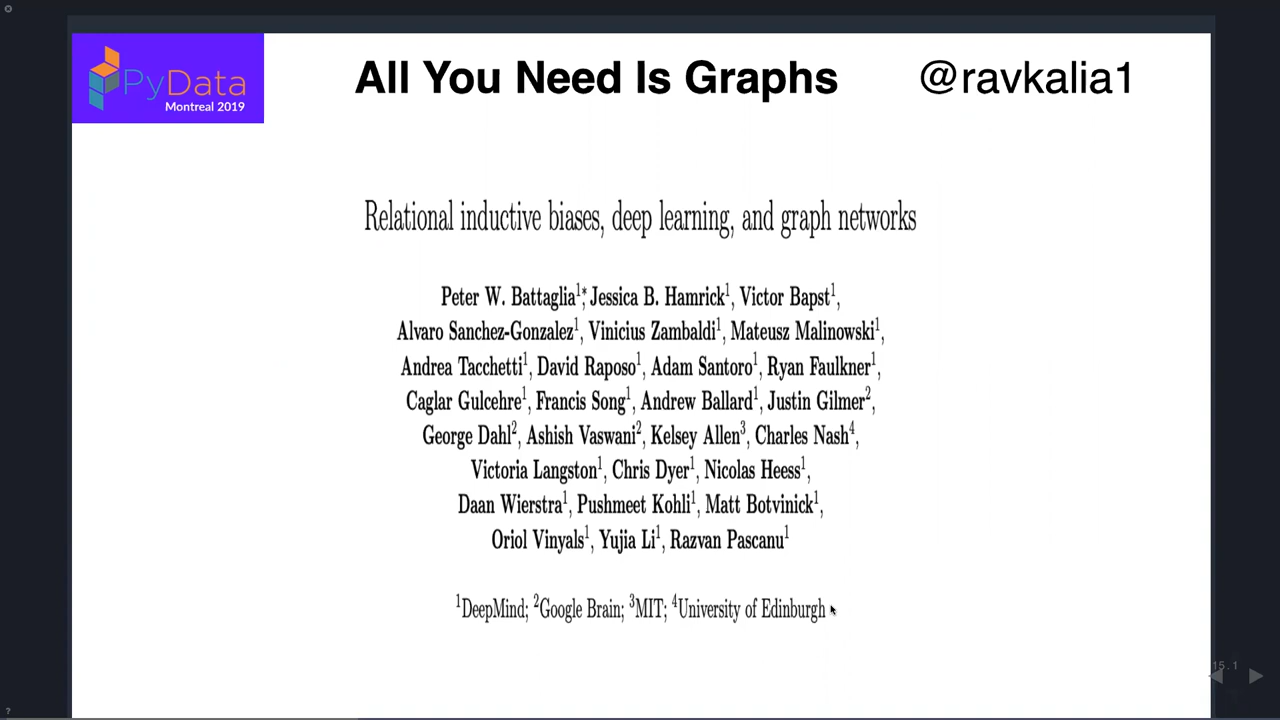 PyData
Montreal 2019
All You Need Is Graphs
@ravkalia1
Relational inductive biases, deep learning, and graph networks
Peter W. Battaglia¹*, Jessica B. Hamrick¹, Victor Bapst¹,
Alvaro Sanchez-Gonzalez¹, Vinicius Zambaldi¹, Mateusz Malinowski¹,
Andrea Tacchetti¹, David Raposo¹, Adam Santoro¹, Ryan Faulkner¹,
Caglar Gulcehre¹, Francis Song¹, Andrew Ballard¹, Justin Gilmer²,
George Dahl², Ashish Vaswani², Kelsey Allen³, Charles Nash⁴,
Victoria Langston¹, Chris Dyer¹, Nicolas Heess¹,
Daan Wierstra¹, Pushmeet Kohli¹, Matt Botvinick¹,
Oriol Vinyals¹, Yujia Li¹, Razvan Pascanu¹
¹DeepMind; ²Google Brain; ³MIT; ⁴University of Edinburgh
15.1
?